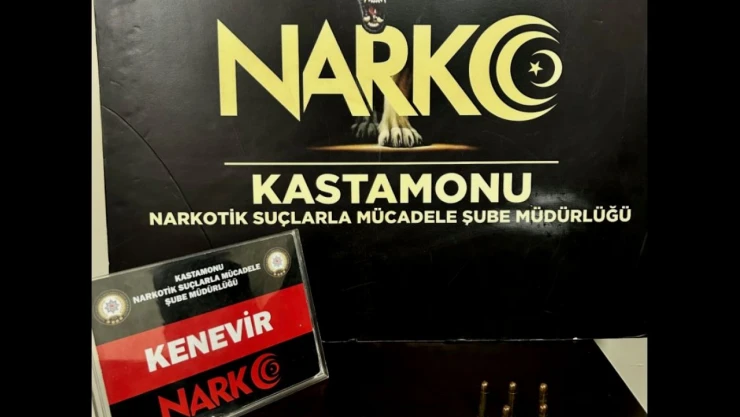 NARKO
KASTAMONU
NARKOTİK SUÇLARLA MÜCADELE ŞUBE MÜDÜRLÜĞÜ
KASTAMONU
NARKOTİK SUÇLARLA MÜCADELE
ŞUBE MÜDÜRLÜĞÜ
KENEVİR
NARKO